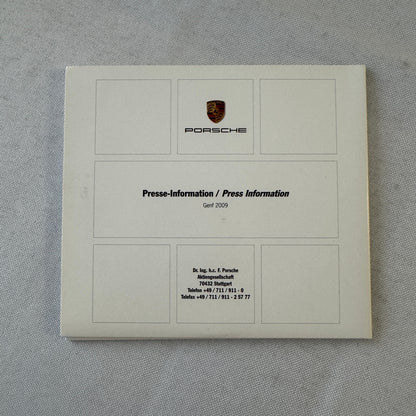 PORSCHE
Presse-Information / Press Information
Genf 2009
Dr. Ing. h.c. F. Porsche
Aktiengesellschaft
70432 Stuttgart
Telefon +49 / 711 / 911 - 0
Telefax +49 / 711 / 911 - 2 57 77